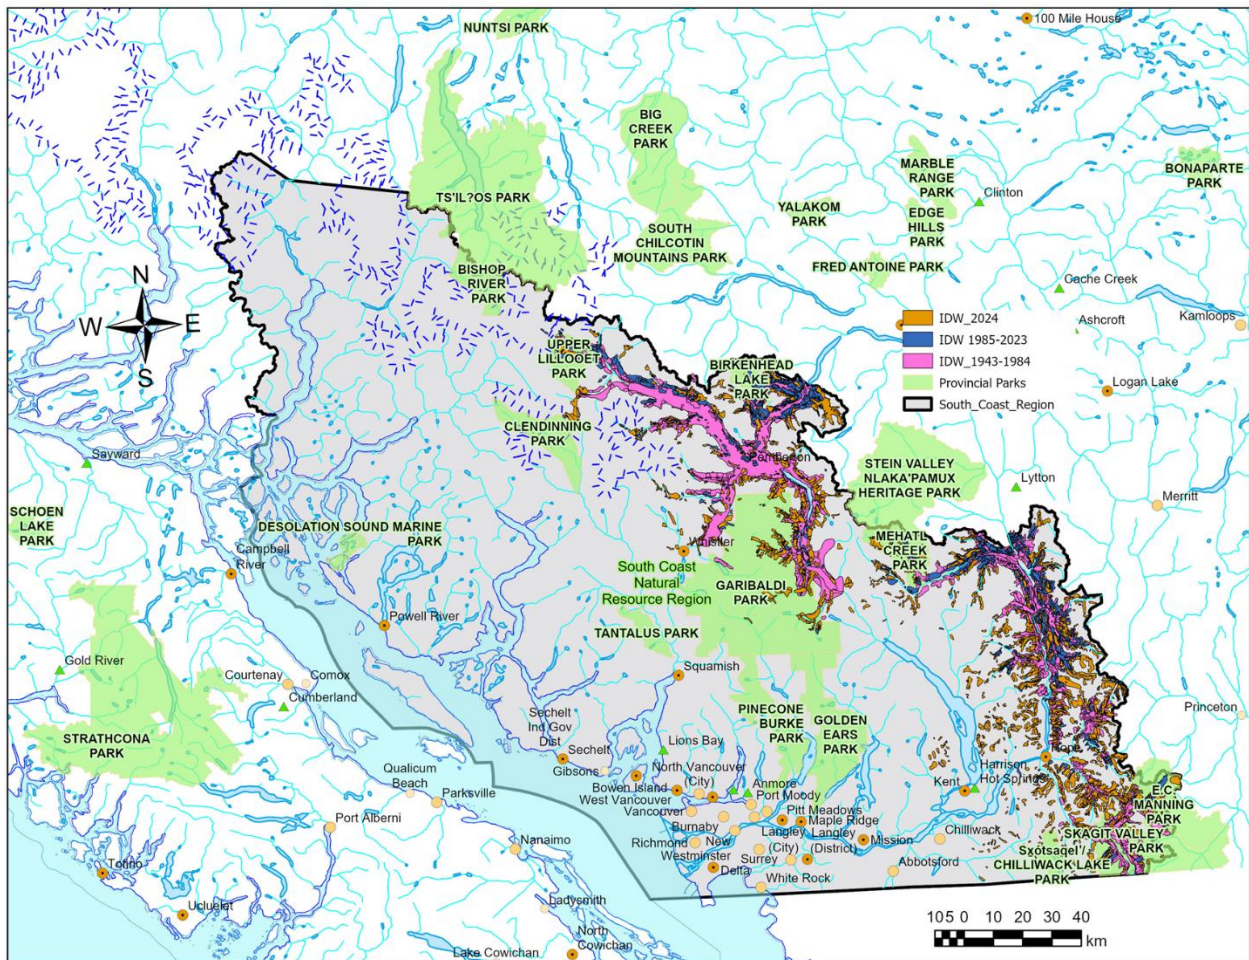 100 Mile House
NUNTSI PARK
BIG
CREEK
PARK
MARBLE
RANGE
PARK
BONAPARTE
PARK
Clinton
TS'IL?OS PARK
YALAKOM
PARK
EDGE
HILLS
PARK
SOUTH
CHILCOTIN
MOUNTAINS PARK
FRED ANTOINE PARK
BISHOP
RIVER
PARK
Cache Creek
N
W
E
S
IDW_2024
IDW 1985-2023
IDW_1943-1984
Provincial Parks
South_Coast_Region
Ashcroft
Kamloops
Logan Lake
UPPER
LILLOOET
PARK
BIRKENHEAD
LAKE
PARK
CLENDINNING
PARK
Pemberton
Sayward
STEIN VALLEY
NLAKA'PAMUX
HERITAGE PARK
Lytton
Merritt
SCHOEN
LAKE
PARK
DESOLATION SOUND MARINE
PARK
Campbell
River
Whistler
MEHATL
CREEK
PARK
South Coast
Natural
Resource Region
GARIBALDI
PARK
Powell River
TANTALUS PARK
Gold River
Courtenay
Comox
Cumberland
Squamish
STRATHCONA
PARK
Sechelt
Ind Gov
Dist
Sechelt
Gibsons
PINECONE
BURKE
PARK
GOLDEN
EARS
PARK
Princeton
Lions Bay
Hope
Qualicum
Beach
Parksville
Bowen Island
North Vancouver
(City)
West Vancouver
Vancouver
Anmore
Port Moody
Pitt Meadows
Maple Ridge
Kent
Harrison
Hot Springs
E.C.
MANNING
PARK
SKAGIT VALLEY
PARK
Port Alberni
Nanaimo
Burnaby
Richmond
New
Westminster
Langley
(City)
Langley
(District)
Mission
Chilliwack
Surrey
Delta
Abbotsford
White Rock
Sxótsaqel /
CHILLIWACK LAKE
PARK
Tofino
Ucluelet
Ladysmith
North
Cowichan
Lake Cowichan
10 5 0 10 20 30 40
km